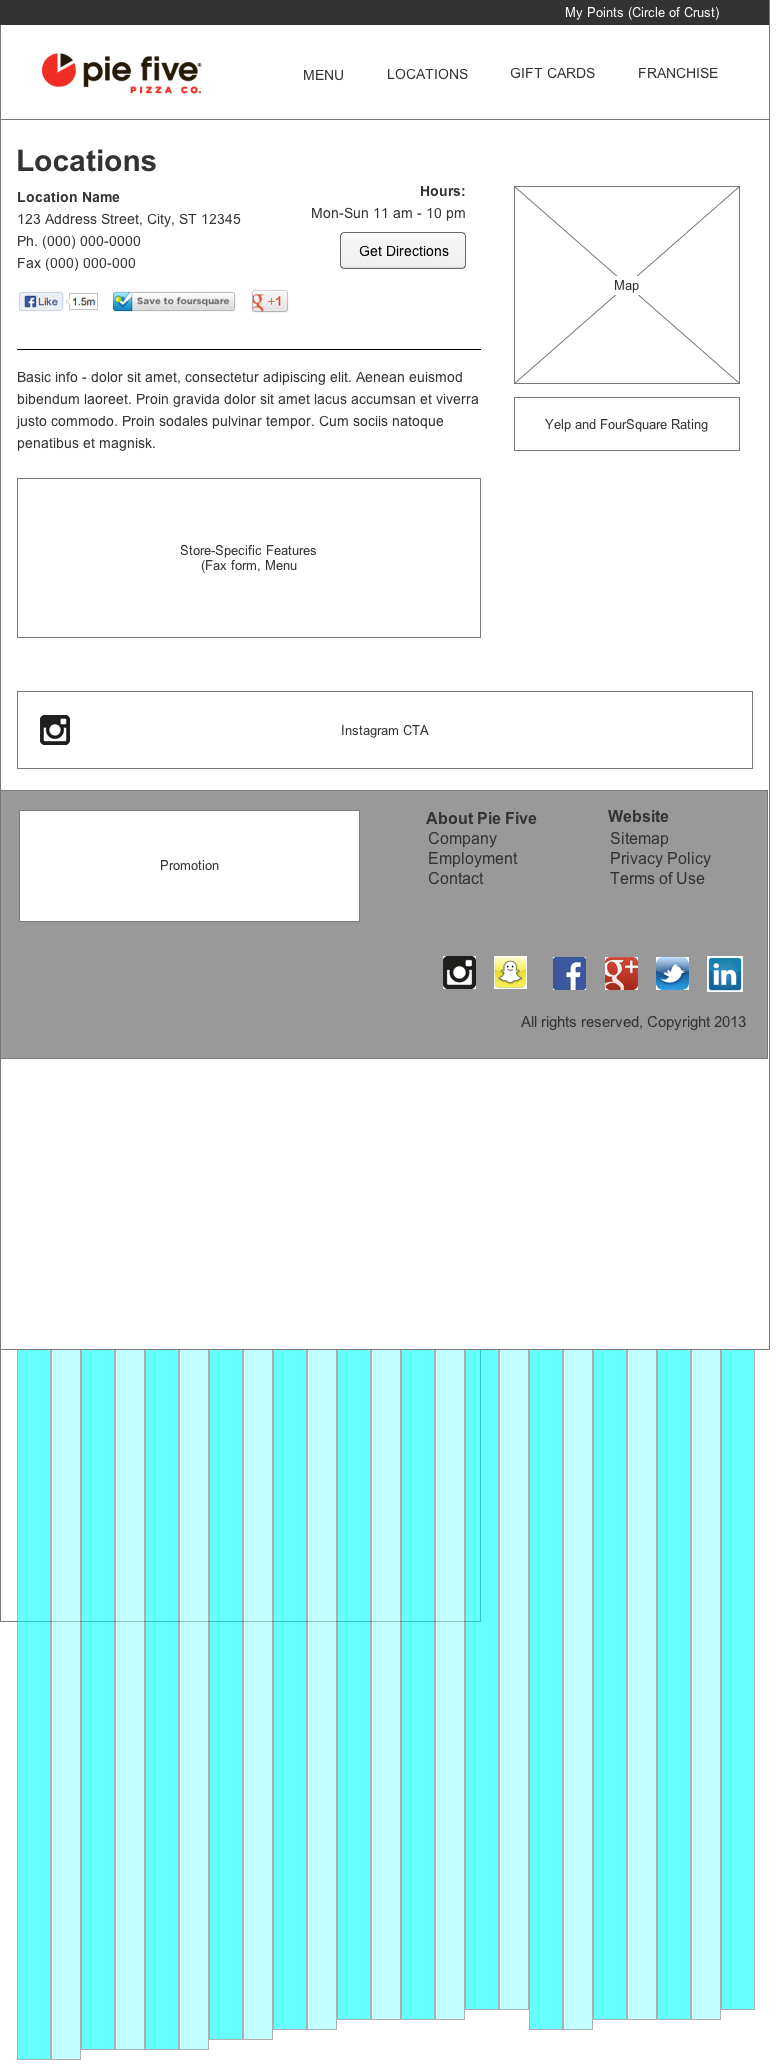 My Points (Circle of Crust)
pie five
PIZZA CO.
MENU
LOCATIONS
GIFT CARDS
FRANCHISE
Locations
Location Name
123 Address Street, City, ST 12345
Ph. (000) 000-0000
Fax (000) 000-000
Hours:
Mon-Sun 11 am - 10 pm
Get Directions
Like
1.5m
Save to foursquare
g +1
Map
Basic info - dolor sit amet, consectetur adipiscing elit. Aenean euismod
bibendum laoreet. Proin gravida dolor sit amet lacus accumsan et viverra
justo commodo. Proin sodales pulvinar tempor. Cum sociis natoque
penatibus et magnisk.
Yelp and FourSquare Rating
Store-Specific Features
(Fax form, Menu
Instagram CTA
Promotion
About Pie Five
Company
Employment
Contact
Website
Sitemap
Privacy Policy
Terms of Use
f
g+
in
All rights reserved, Copyright 2013